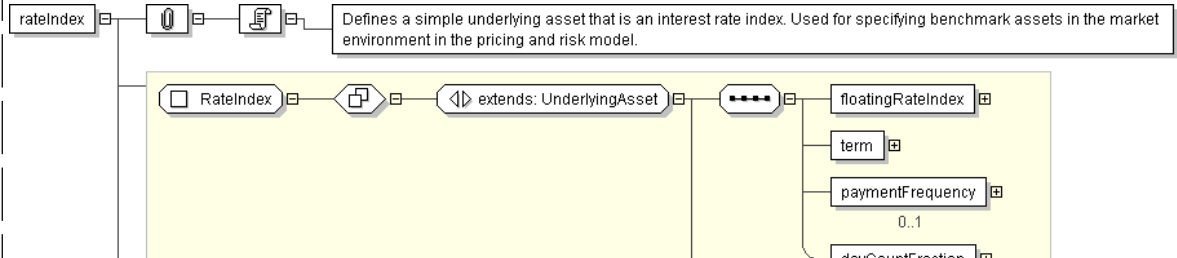 rateIndex
Defines a simple underlying asset that is an interest rate index. Used for specifying benchmark assets in the market
environment in the pricing and risk model.
RateIndex
extends: UnderlyingAsset
floatingRateIndex
term
paymentFrequency
0..1
dayCountFraction